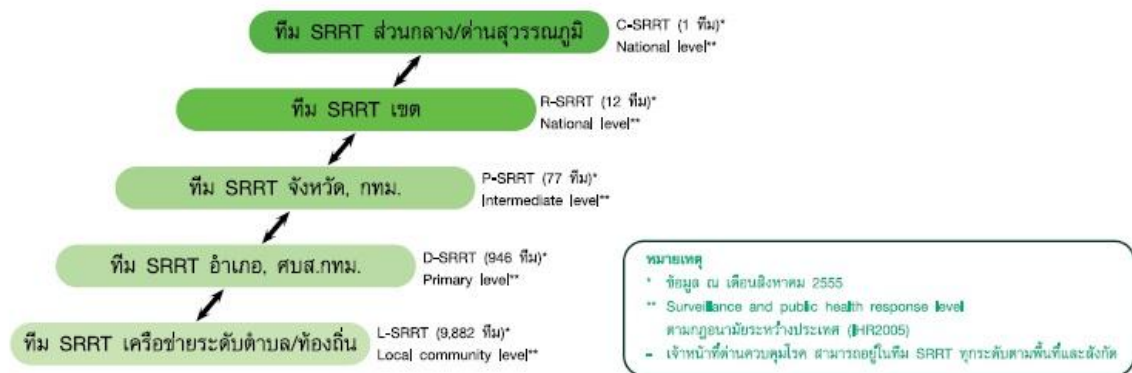 ทีม SRRT ส่วนกลาง/ด่านสุวรรณภูมิ
C-SRRT (1 ทีม)*
National level**
ทีม SRRT เขต
R-SRRT (12 ทีม)*
National level**
ทีม SRRT จังหวัด, กทม.
P-SRRT (77 ทีม)*
Intermediate level**
ทีม SRRT อำเภอ, ศบส.กทม.
D-SRRT (946 ทีม)*
Primary level**
ทีม SRRT เครือข่ายระดับตำบล/ท้องถิ่น
L-SRRT (9,882 ทีม)*
Local community level**
หมายเหตุ
* ข้อมูล ณ เดือนสิงหาคม 2555
** Surveillance and public health response level
ตามกฎอนามัยระหว่างประเทศ (IHR2005)
- เจ้าหน้าที่ด่านควบคุมโรค สามารถอยู่ในทีม SRRT ทุกระดับตามพื้นที่และสังกัด